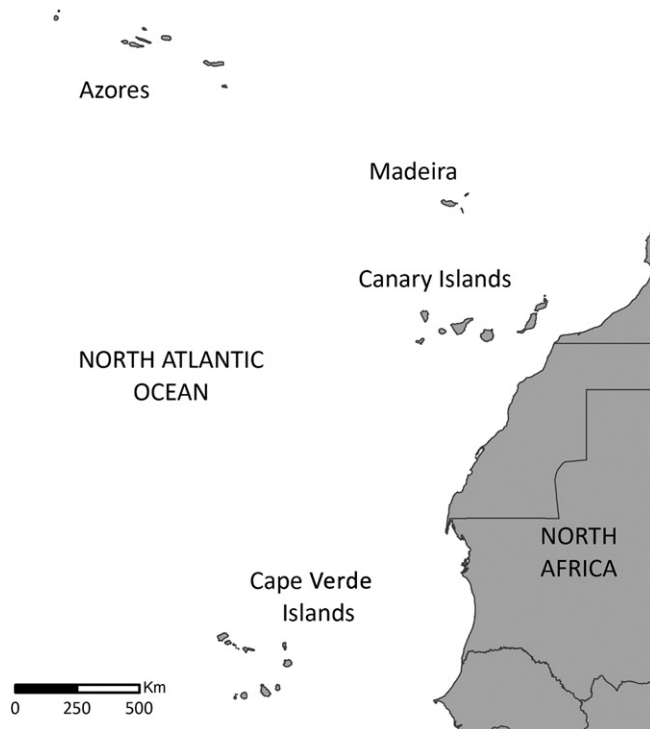 Azores
Madeira
Canary Islands
NORTH ATLANTIC
OCEAN
NORTH
AFRICA
Cape Verde
Islands
Km
0 250 500